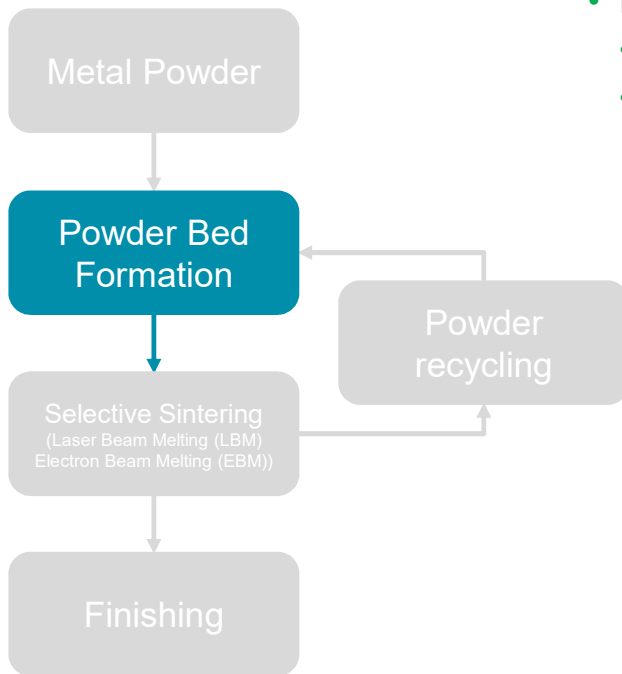 Metal Powder
Powder Bed
Formation
Powder
recycling
Selective Sintering
(Laser Beam Melting (LBM)
Electron Beam Melting (EBM))
Finishing